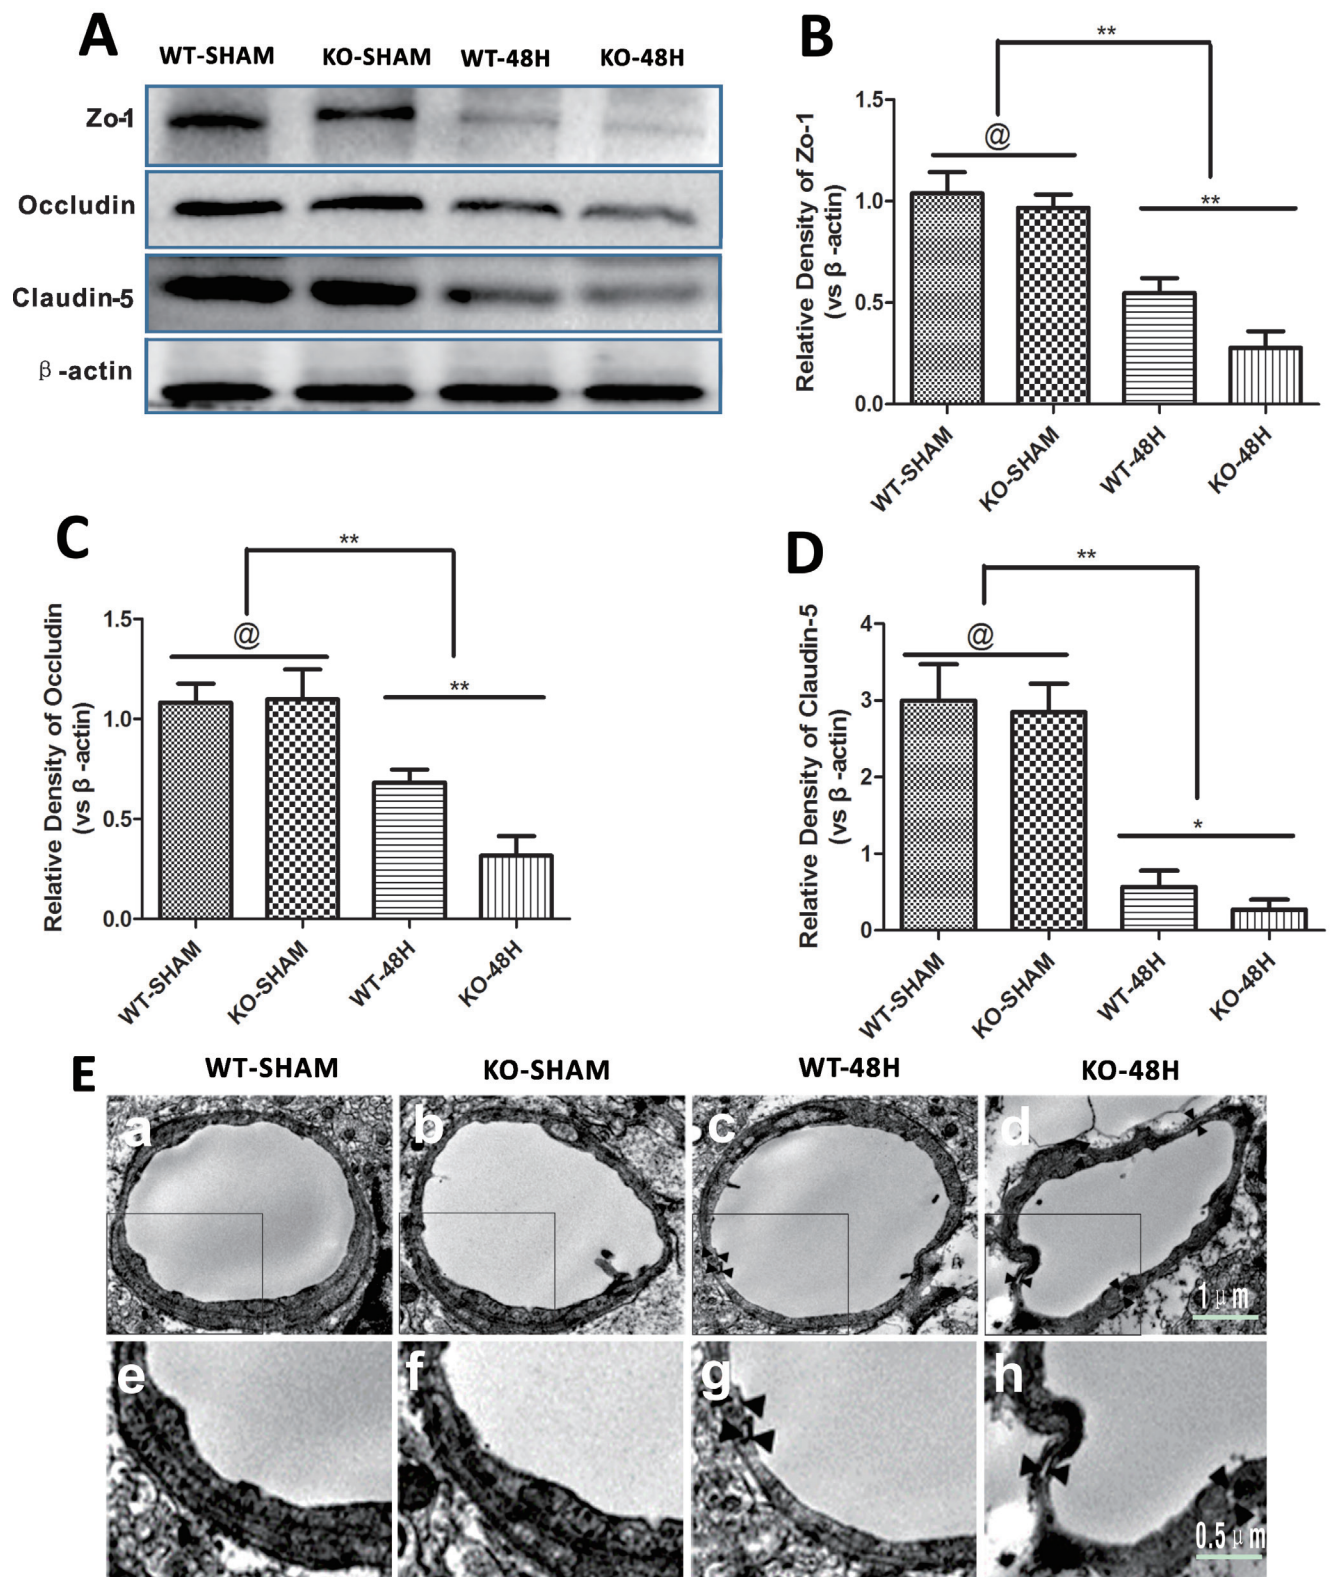 A
WT-SHAM KO-SHAM WT-48H KO-48H
Zo-1
Occludin
Claudin-5
β-actin
B
**
@
**
Relative Density of Zo-1
(vs β-actin)
1.5
1.0
0.5
0.0
WT-SHAM
KO-SHAM
WT-48H
KO-48H
C
**
@
**
Relative Density of Occludin
(vs β-actin)
1.5
1.0
0.5
0.0
WT-SHAM
KO-SHAM
WT-48H
KO-48H
D
**
@
*
Relative Density of Claudin-5
(vs β-actin)
4
3
2
1
0
WT-SHAM
KO-SHAM
WT-48H
KO-48H
E
WT-SHAM KO-SHAM WT-48H KO-48H
a b c d
1 μm
e f g h
0.5 μm